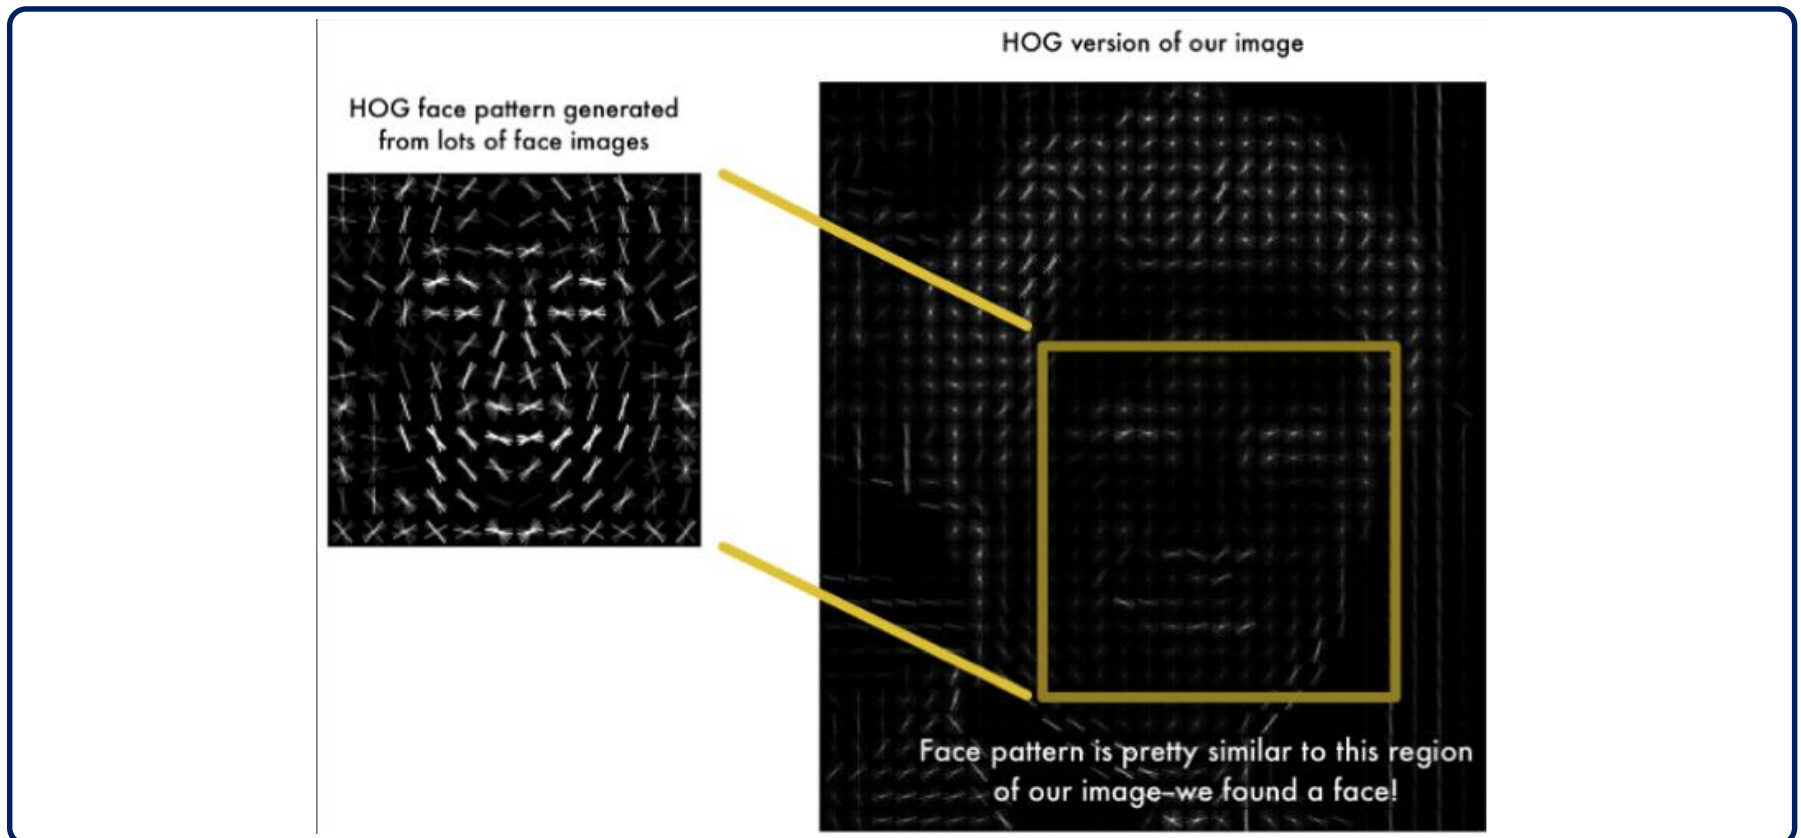 HOG version of our image
HOG face pattern generated
from lots of face images
Face pattern is pretty similar to this region
of our image–we found a face!